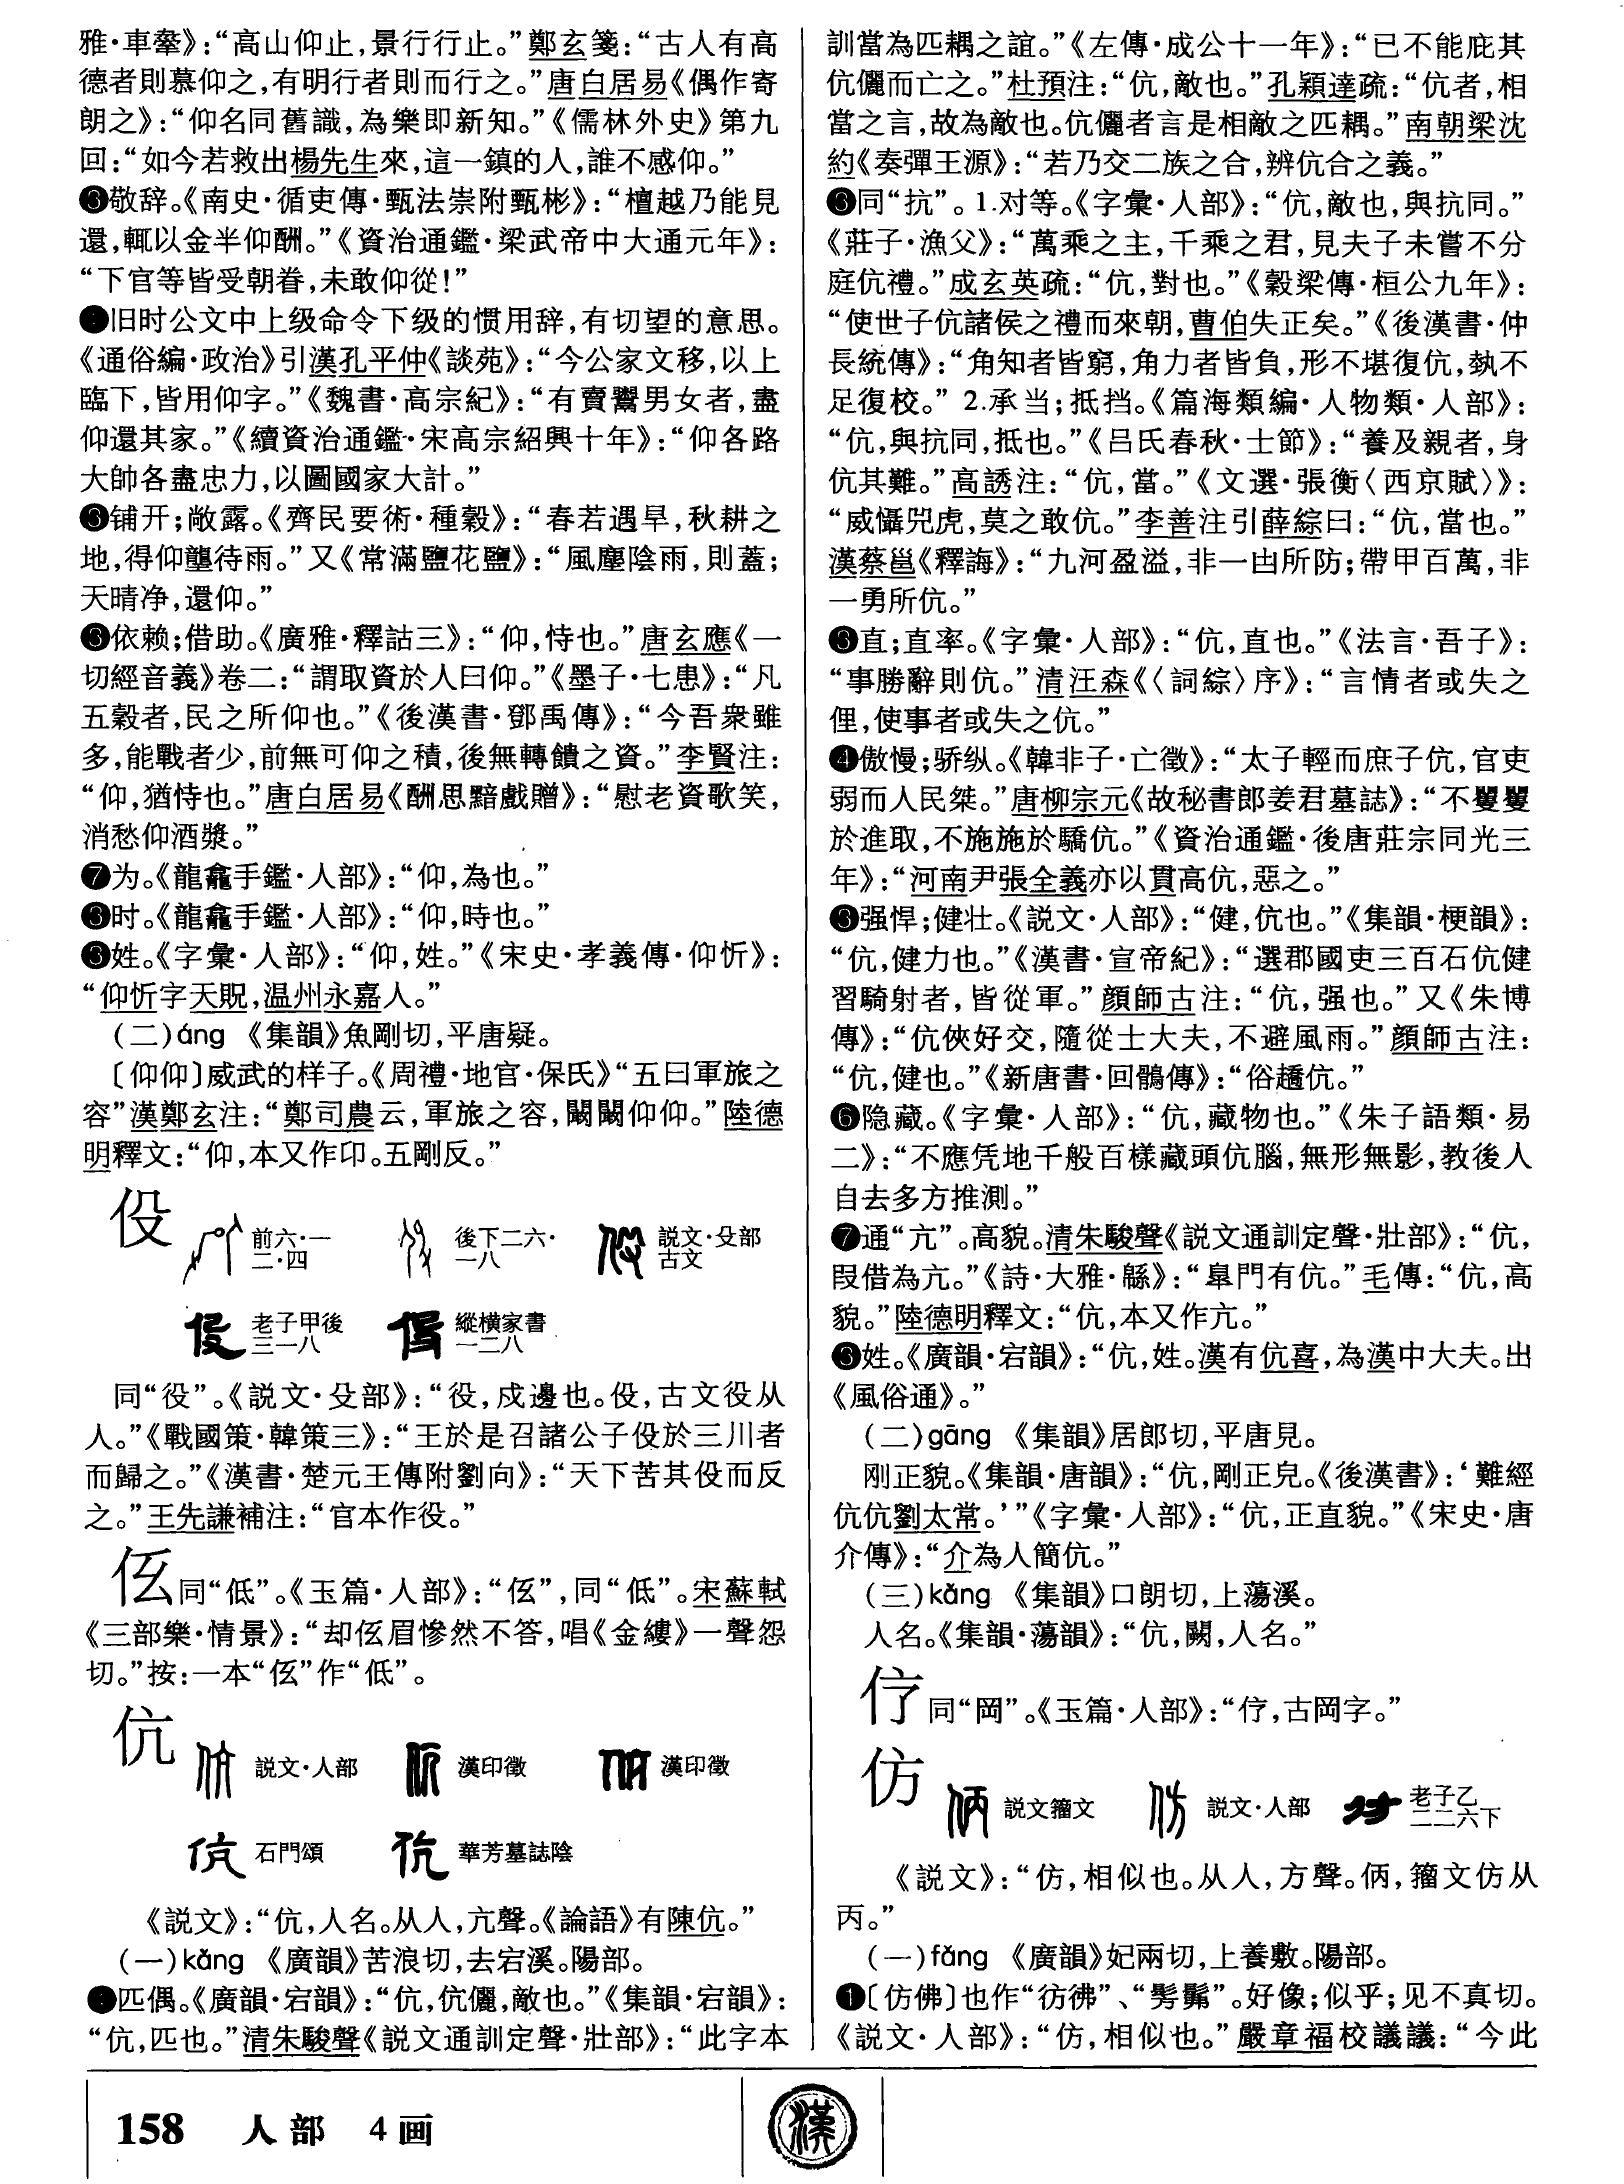 雅·車舝》：“高山仰止，景行行止。”鄭玄箋：“古人有高
德者則慕仰之，有明行者則而行之。”唐白居易《偶作寄
朗之》：“仰名同舊識，為樂即新知。”《儒林外史》第九
回：“如今若救出楊先生來，這一鎮的人，誰不感仰。”
❸敬辞。《南史·循吏傳·甄法崇附甄彬》：“檀越乃能見
還，輒以金半仰酬。”《資治通鑑·梁武帝中大通元年》：
“下官等皆受朝眷，未敢仰從！”
❹旧时公文中上级命令下级的惯用辞，有切望的意思。
《通俗編·政治》引漢孔平仲《談苑》：“今公家文移，以上
臨下，皆用仰字。”《魏書·高宗紀》：“有賣鬻男女者，盡
仰還其家。”《續資治通鑑·宋高宗紹興十年》：“仰各路
大帥各盡忠力，以圖國家大計。”
❺铺开；敞露。《齊民要術·種穀》：“春若遇旱，秋耕之
地，得仰壟待雨。”又《常滿鹽花鹽》：“風塵陰雨，則蓋；
天晴净，還仰。”
❻依赖；借助。《廣雅·釋詁三》：“仰，恃也。”唐玄應《一
切經音義》卷二：“謂取資於人曰仰。”《墨子·七患》：“凡
五穀者，民之所仰也。”《後漢書·鄧禹傳》：“今吾衆雖
多，能戰者少，前無可仰之積，後無轉饋之資。”李賢注：
“仰，猶恃也。”唐白居易《酬思黯戲贈》：“慰老資歌笑，
消愁仰酒漿。”
❼为。《龍龕手鑑·人部》：“仰，為也。”
❽时。《龍龕手鑑·人部》：“仰，時也。”
❾姓。《字彙·人部》：“仰，姓。”《宋史·孝義傳·仰忻》：
“仰忻字天貺，温州永嘉人。”
（二）áng 《集韻》魚剛切，平唐疑。
〔仰仰〕威武的样子。《周禮·地官·保氏》“五曰軍旅之
容”漢鄭玄注：“鄭司農云，軍旅之容，闞闞仰仰。”陸德
明釋文：“仰，本又作卬。五剛反。”
伇
前六·一二·四 後下二六·一八 説文·殳部古文
老子甲後三一八 縱横家書一二八
同“役”。《説文·殳部》：“役，戍邊也。伇，古文役从
人。”《戰國策·韓策三》：“王於是召諸公子伇於三川者
而歸之。”《漢書·楚元王傳附劉向》：“天下苦其伇而反
之。”王先謙補注：“官本作役。”
仾同“低”。《玉篇·人部》：“仾”，同“低”。宋蘇軾
《三部樂·情景》：“却仾眉慘然不答，唱《金縷》一聲怨
切。”按：一本“仾”作“低”。
伉
説文·人部 漢印徵 漢印徵
石門頌 華芳墓誌陰
《説文》：“伉，人名。从人，亢聲。《論語》有陳伉。”
（一）kàng 《廣韻》苦浪切，去宕溪。陽部。
❶匹偶。《廣韻·宕韻》：“伉，伉儷，敵也。”《集韻·宕韻》：
“伉，匹也。”清朱駿聲《説文通訓定聲·壯部》：“此字本
訓當為匹耦之誼。”《左傳·成公十一年》：“已不能庇其
伉儷而亡之。”杜預注：“伉，敵也。”孔穎達疏：“伉者，相
當之言，故為敵也。伉儷者言是相敵之匹耦。”南朝梁沈
約《奏彈王源》：“若乃交二族之合，辨伉合之義。”
❷同“抗”。1.对等。《字彙·人部》：“伉，敵也，與抗同。”
《莊子·漁父》：“萬乘之主，千乘之君，見夫子未嘗不分
庭伉禮。”成玄英疏：“伉，對也。”《穀梁傳·桓公九年》：
“使世子伉諸侯之禮而來朝，曹伯失正矣。”《後漢書·仲
長統傳》：“角知者皆窮，角力者皆負，形不堪復伉，埶不
足復校。” 2.承当；抵挡。《篇海類編·人物類·人部》：
“伉，與抗同，抵也。”《吕氏春秋·士節》：“養及親者，身
伉其難。”高誘注：“伉，當。”《文選·張衡〈西京賦〉》：
“威懾兕虎，莫之敢伉。”李善注引薛綜曰：“伉，當也。”
漢蔡邕《釋誨》：“九河盈溢，非一甴所防；帶甲百萬，非
一勇所伉。”
❸直；直率。《字彙·人部》：“伉，直也。”《法言·吾子》：
“事勝辭則伉。”清汪森《〈詞綜〉序》：“言情者或失之
俚，使事者或失之伉。”
❹傲慢；骄纵。《韓非子·亡徵》：“太子輕而庶子伉，官吏
弱而人民桀。”唐柳宗元《故秘書郎姜君墓誌》：“不矍矍
於進取，不施施於驕伉。”《資治通鑑·後唐莊宗同光三
年》：“河南尹張全義亦以貫高伉，惡之。”
❺强悍；健壮。《説文·人部》：“健，伉也。”《集韻·梗韻》：
“伉，健力也。”《漢書·宣帝紀》：“選郡國吏三百石伉健
習騎射者，皆從軍。”顔師古注：“伉，强也。”又《朱博
傳》：“伉俠好交，隨從士大夫，不避風雨。”顔師古注：
“伉，健也。”《新唐書·回鶻傳》：“俗趫伉。”
❻隐藏。《字彙·人部》：“伉，藏物也。”《朱子語類·易
二》：“不應凭地千般百樣藏頭伉腦，無形無影，教後人
自去多方推測。”
❼通“亢”。高貌。清朱駿聲《説文通訓定聲·壯部》：“伉，
叚借為亢。”《詩·大雅·緜》：“皋門有伉。”毛傳：“伉，高
貌。”陸德明釋文：“伉，本又作亢。”
❽姓。《廣韻·宕韻》：“伉，姓。漢有伉喜，為漢中大夫。出
《風俗通》。”
（二）gāng 《集韻》居郎切，平唐見。
刚正貌。《集韻·唐韻》：“伉，剛正皃。《後漢書》：‘難經
伉伉劉太常。’”《字彙·人部》：“伉，正直貌。”《宋史·唐
介傳》：“介為人簡伉。”
（三）kǎng 《集韻》口朗切，上蕩溪。
人名。《集韻·蕩韻》：“伉，闕，人名。”
㐨同“岡”。《玉篇·人部》：“㐨，古岡字。”
仿
説文籀文 説文·人部 老子乙二二六下
《説文》：“仿，相似也。从人，方聲。俩，籀文仿从
丙。”
（一）fǎng 《廣韻》妃兩切，上養敷。陽部。
❶〔仿佛〕也作“彷彿”、“髣髴”。好像；似乎；见不真切。
《説文·人部》：“仿，相似也。”嚴章福校議議：“今此
158 人部 4画
漢